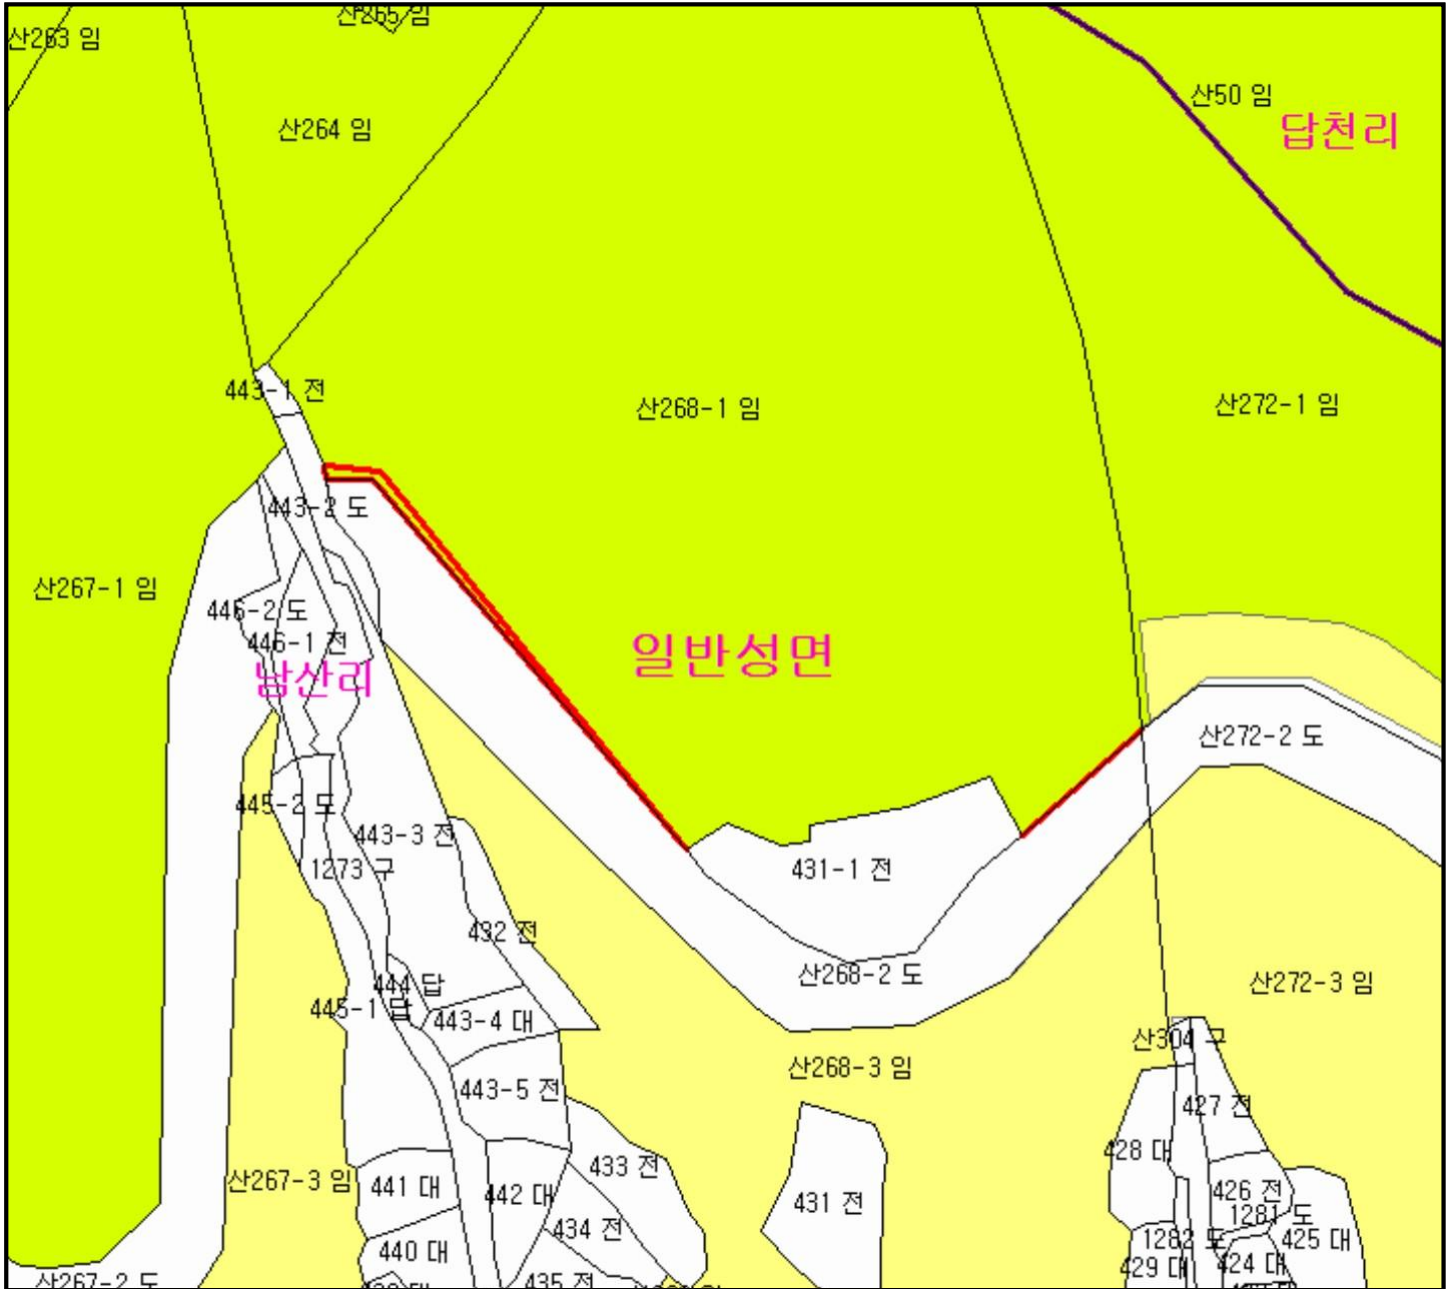 산265 임
산263 임
산50 임
산264 임
답천리
443-1 전
산268-1 임
산272-1 임
443-2 도
산267-1 임
446-2 도
446-1 전
일반성면
남산리
산272-2 도
445-2 도
443-3 전
1273 구
431-1 전
432 전
산268-2 도
444 답
산272-3 임
445-1 답
443-4 대
산304 구
산268-3 임
443-5 전
427 전
428 대
433 전
산267-3 임
441 대
442 대
426 전
431 전
1281 도
434 전
1282 도
425 대
440 대
424 대
429 대
435 전
산267-2 도